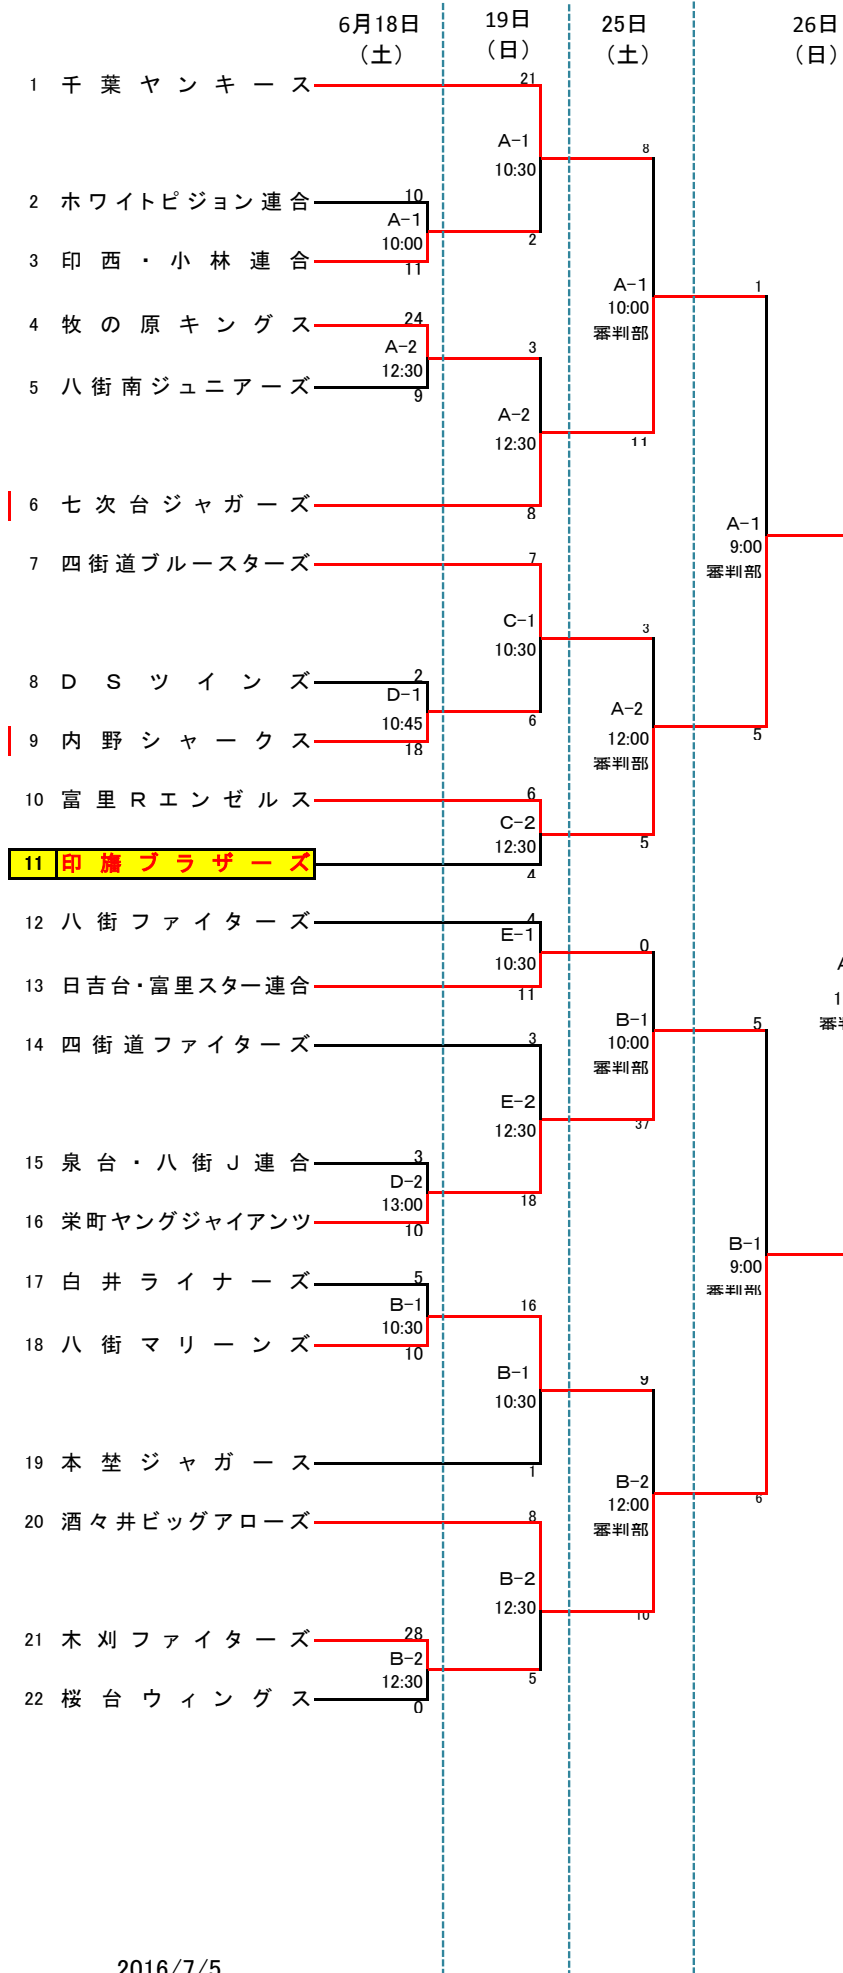 6月18日 19日 25日 26日
（土） （日） （土） （日）
1 千葉ヤンキース 21
A-1 8
10:30
2 ホワイトピジョン連合 10
A-1
10:00 2
3 印西・小林連合 11
A-1 1
10:00
審判部
4 牧の原キングス 24
A-2 3
12:30
5 八街南ジュニアーズ 9
A-2
12:30 11
6 七次台ジャガーズ 8
A-1
9:00
審判部
7 四街道ブルースターズ 7
C-1 3
10:30
8 DSツインズ 2
D-1
10:45 6
9 内野シャークス 18
A-2 5
12:00
審判部
10 富里Rエンゼルス 6
C-2
12:30 5
11 印旛ブラザーズ 4
12 八街ファイターズ 4
E-1 0
10:30
13 日吉台・富里スター連合 11
B-1 5
10:00
審判部
14 四街道ファイターズ 3
E-2
12:30 37
15 泉台・八街J連合 3
D-2
13:00 18
16 栄町ヤングジャイアンツ 10
B-1
9:00
審判部
17 白井ライナーズ 5
B-1 16
10:30
18 八街マリーンズ 10
B-1 9
10:30
19 本埜ジャガース 1
B-2 6
12:00
審判部
20 酒々井ビッグアローズ 8
B-2
12:30 10
21 木刈ファイターズ 28
B-2
12:30 5
22 桜台ウィングス 0
2016/7/5